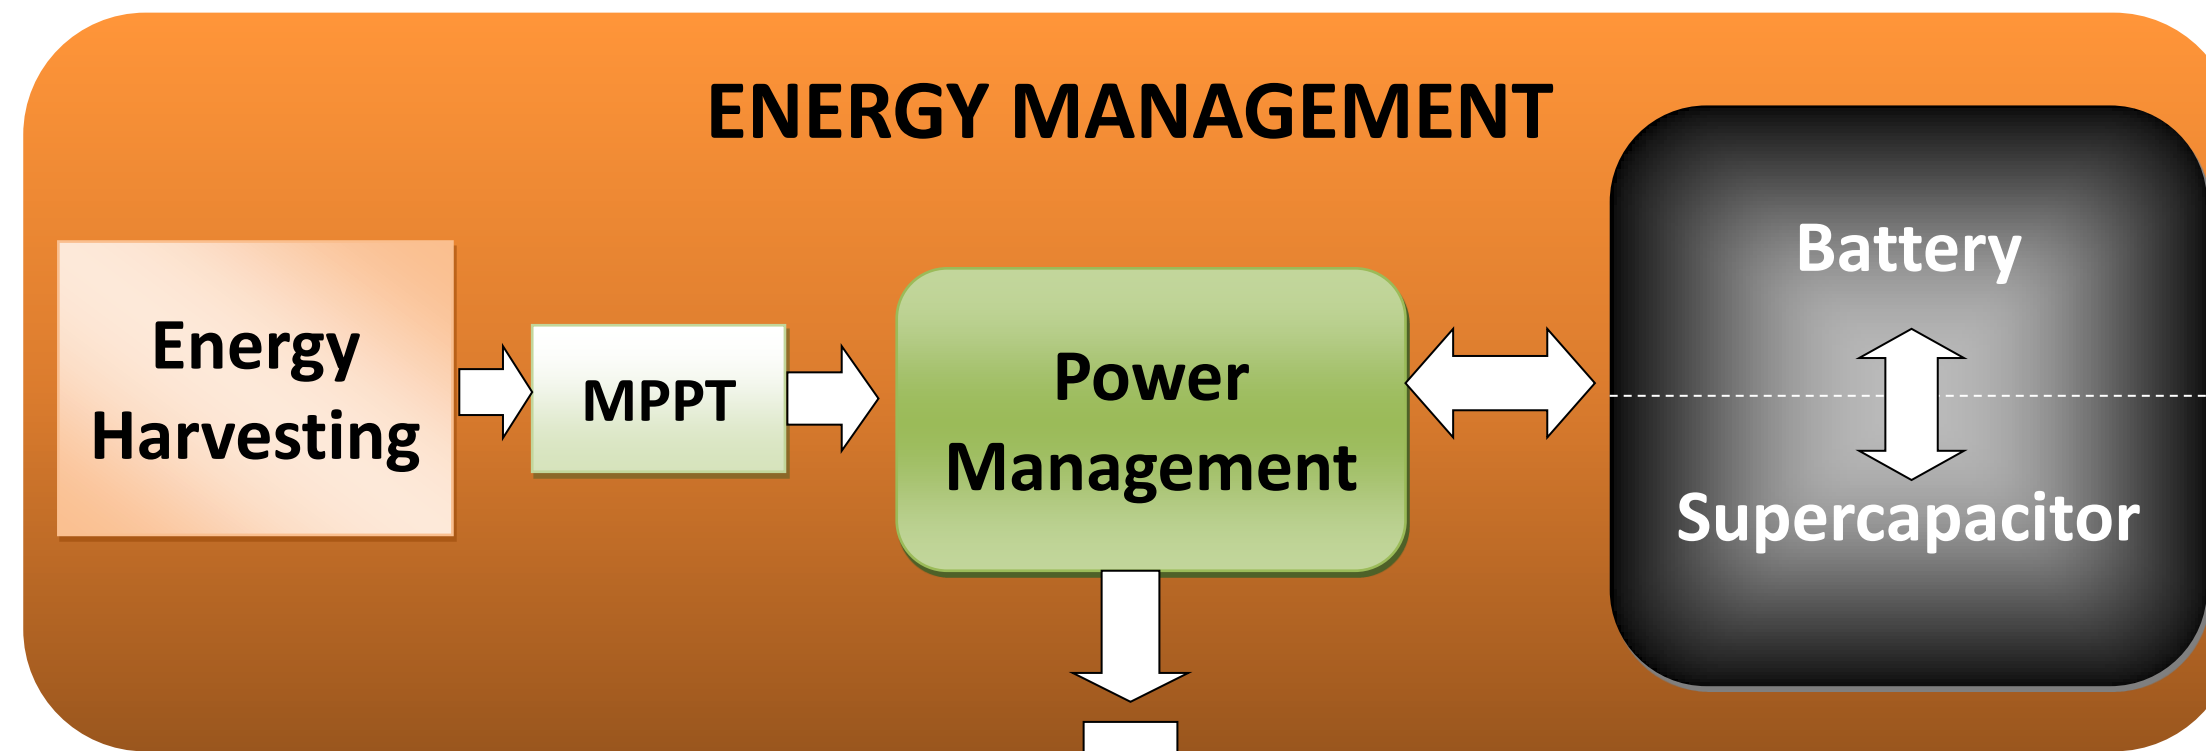 ENERGY MANAGEMENT
Energy
Harvesting
MPPT
Power
Management
Battery
Supercapacitor